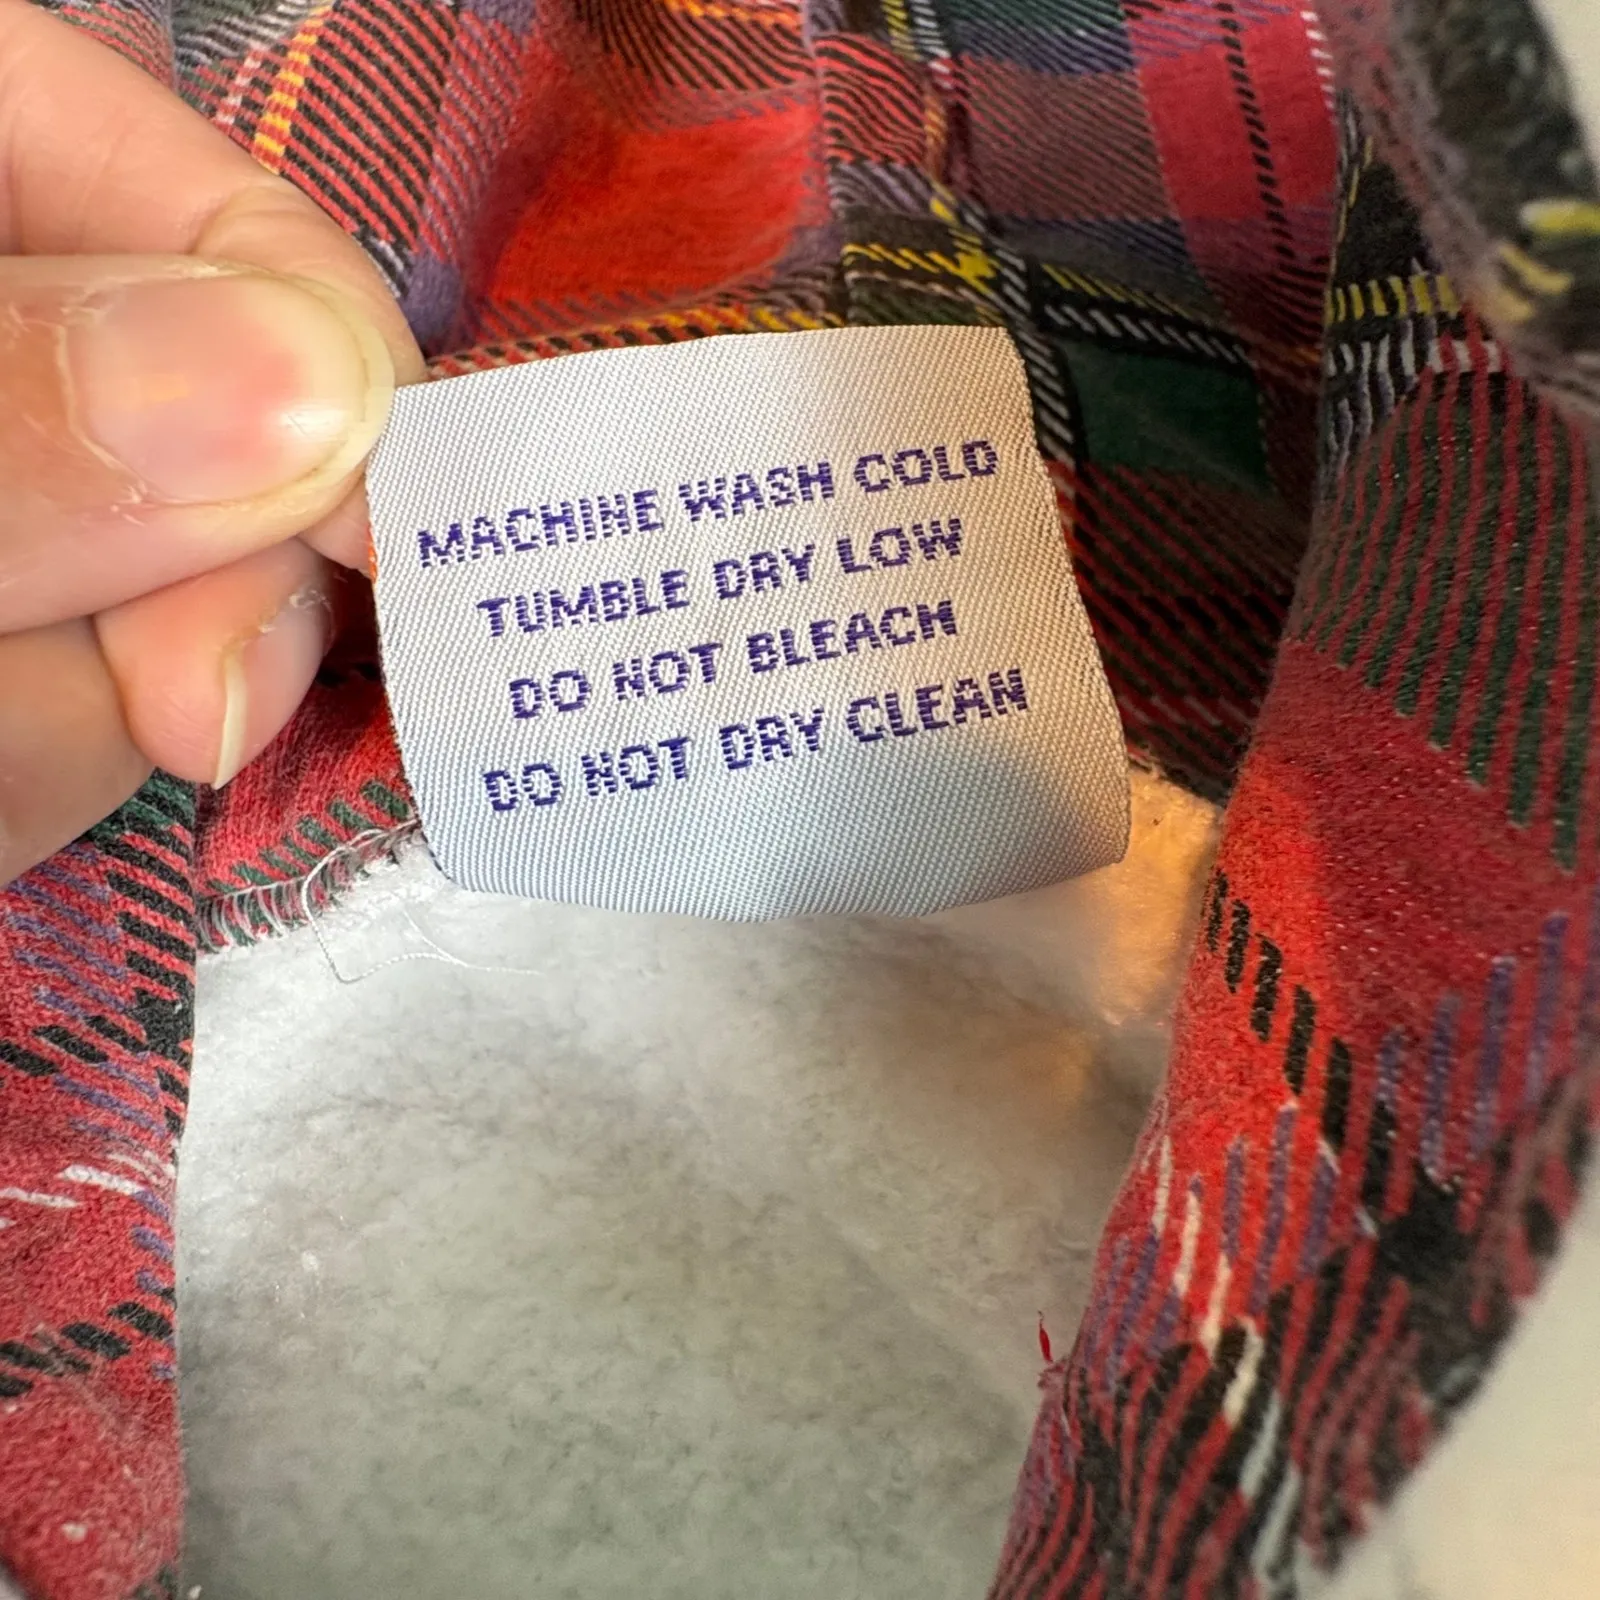 MACHINE WASH COLD
TUMBLE DRY LOW
DO NOT BLEACH
DO NOT DRY CLEAN